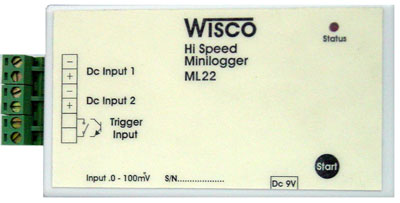 WISCO
Hi Speed
Minilogger
ML22
Status
−
+
Dc Input 1
−
+
Dc Input 2
Trigger
Input
Start
Input .0 - 100mV
S/N...................
Dc 9V